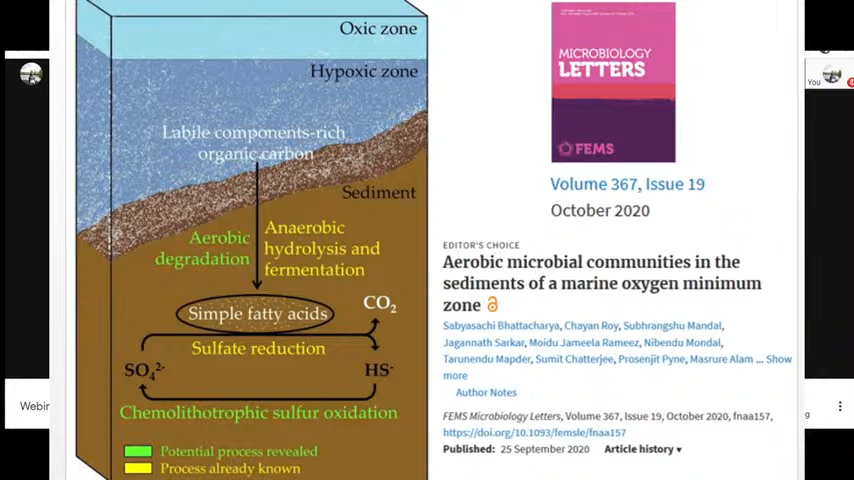 Oxic zone
Hypoxic zone
Labile components-rich
organic carbon
Sediment
Aerobic
degradation
Anaerobic
hydrolysis and
fermentation
Simple fatty acids
CO₂
Sulfate reduction
SO₄²⁻
HS⁻
Chemolithotrophic sulfur oxidation
Potential process revealed
Process already known
MICROBIOLOGY
LETTERS
FEMS
Volume 367, Issue 19
October 2020
EDITOR'S CHOICE
Aerobic microbial communities in the
sediments of a marine oxygen minimum
zone
Sabyasachi Bhattacharya, Chayan Roy, Subhrangshu Mandal,
Jagannath Sarkar, Moidu Jameela Rameez, Nibendu Mondal,
Tarunendu Mapder, Sumit Chatterjee, Prosenjit Pyne, Masrure Alam ... Show
more
Author Notes
FEMS Microbiology Letters, Volume 367, Issue 19, October 2020, fnaa157,
https://doi.org/10.1093/femsle/fnaa157
Published: 25 September 2020 Article history ▾
You
Webin
g